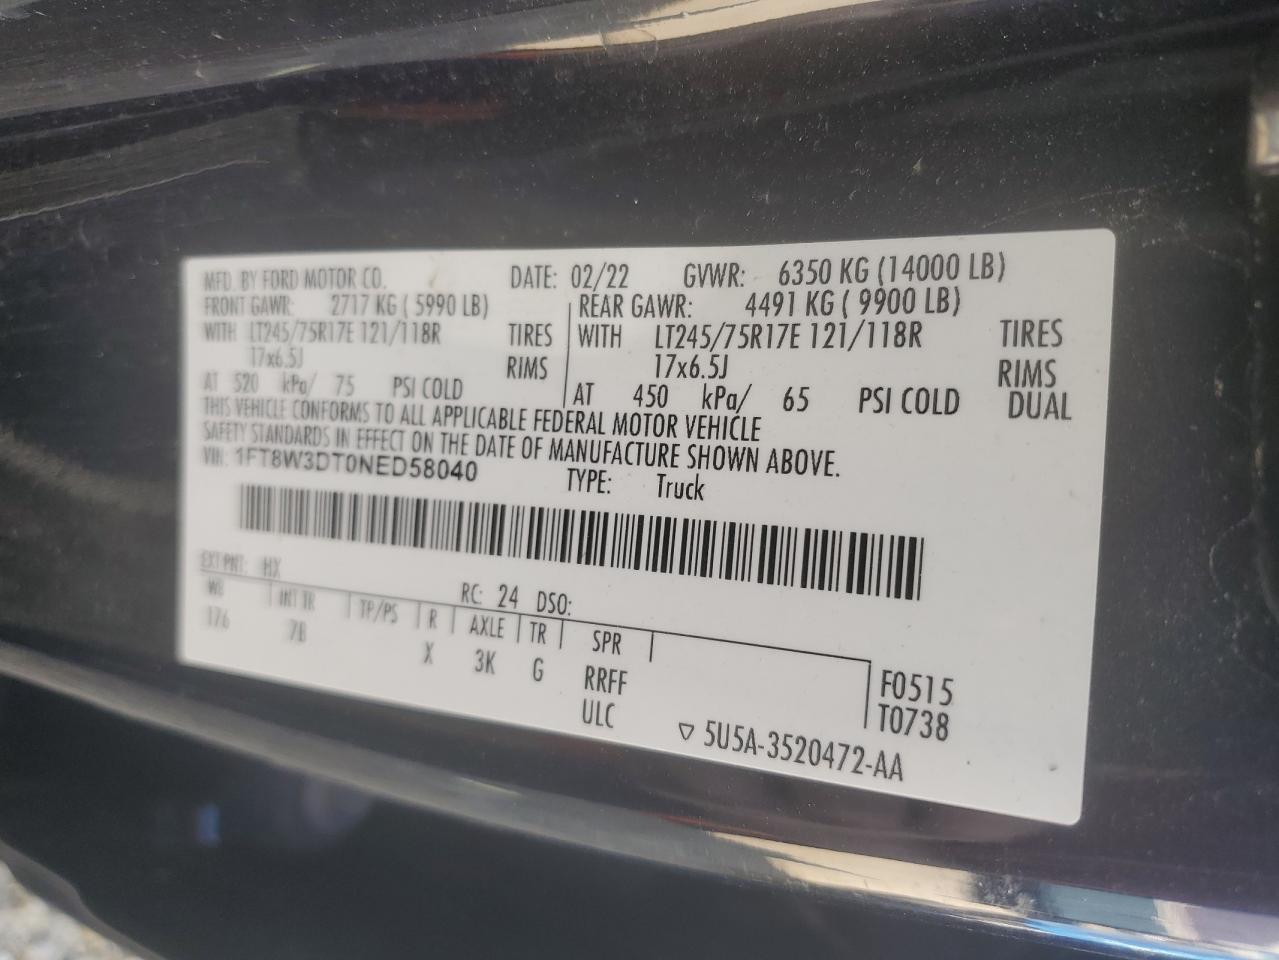 MFD. BY FORD MOTOR CO. DATE: 02/22 GVWR: 6350 KG (14000 LB)
FRONT GAWR: 2717 KG ( 5990 LB) REAR GAWR: 4491 KG ( 9900 LB)
WITH LT245/75R17E 121/118R TIRES WITH LT245/75R17E 121/118R TIRES
17x6.5J RIMS 17x6.5J RIMS
AT 520 kPa/ 75 PSI COLD AT 450 kPa/ 65 PSI COLD DUAL
THIS VEHICLE CONFORMS TO ALL APPLICABLE FEDERAL MOTOR VEHICLE
SAFETY STANDARDS IN EFFECT ON THE DATE OF MANUFACTURE SHOWN ABOVE.
VIN: 1FT8W3DT0NED58040 TYPE: Truck
EXT PNT: HX RC: 24 DSO:
WB INT TR TP/PS R AXLE TR SPR
176 7B X 3K G RRFF F0515
ULC T0738
5U5A-3520472-AA